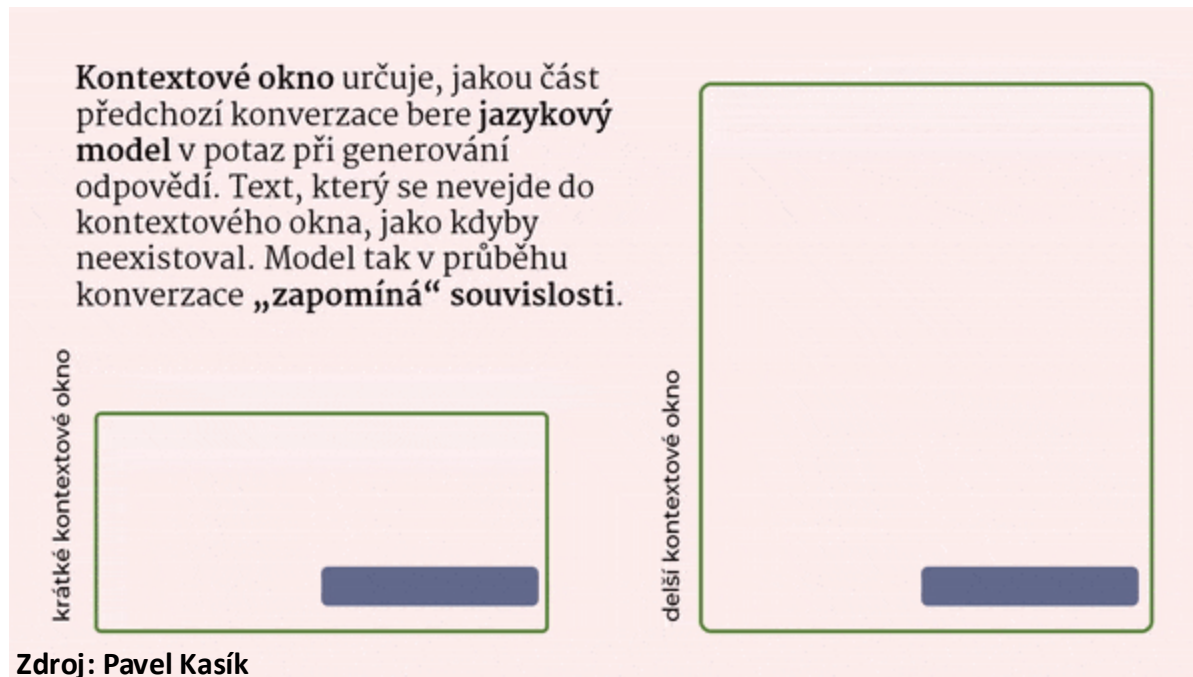 Kontextové okno určuje, jakou část
předchozí konverzace bere jazykový
model v potaz při generování
odpovědí. Text, který se nevejde do
kontextového okna, jako kdyby
neexistoval. Model tak v průběhu
konverzace „zapomíná“ souvislosti.
krátké kontextové okno
delší kontextové okno
Zdroj: Pavel Kasík